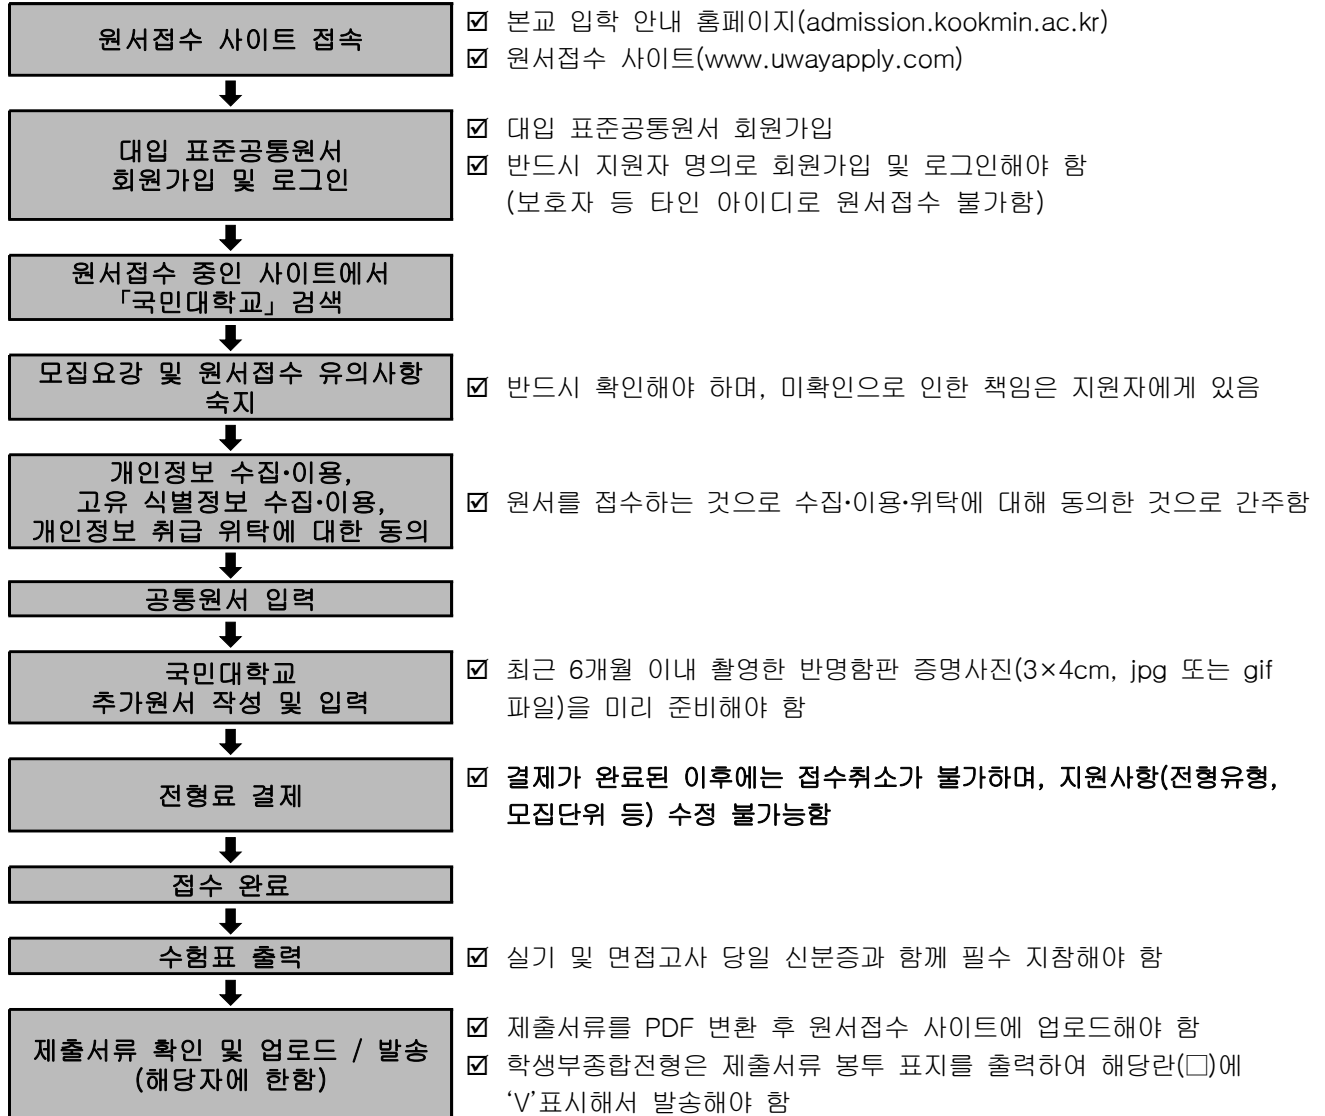 원서접수 사이트 접속
☑ 본교 입학 안내 홈페이지(admission.kookmin.ac.kr)
☑ 원서접수 사이트(www.uwayapply.com)
대입 표준공통원서
회원가입 및 로그인
☑ 대입 표준공통원서 회원가입
☑ 반드시 지원자 명의로 회원가입 및 로그인해야 함
(보호자 등 타인 아이디로 원서접수 불가함)
원서접수 중인 사이트에서
「국민대학교」 검색
모집요강 및 원서접수 유의사항
숙지
☑ 반드시 확인해야 하며, 미확인으로 인한 책임은 지원자에게 있음
개인정보 수집·이용,
고유 식별정보 수집·이용,
개인정보 취급 위탁에 대한 동의
☑ 원서를 접수하는 것으로 수집·이용·위탁에 대해 동의한 것으로 간주함
공통원서 입력
국민대학교
추가원서 작성 및 입력
☑ 최근 6개월 이내 촬영한 반명함판 증명사진(3×4cm, jpg 또는 gif
파일)을 미리 준비해야 함
전형료 결제
☑ 결제가 완료된 이후에는 접수취소가 불가하며, 지원사항(전형유형,
모집단위 등) 수정 불가능함
접수 완료
수험표 출력
☑ 실기 및 면접고사 당일 신분증과 함께 필수 지참해야 함
제출서류 확인 및 업로드 / 발송
(해당자에 한함)
☑ 제출서류를 PDF 변환 후 원서접수 사이트에 업로드해야 함
☑ 학생부종합전형은 제출서류 봉투 표지를 출력하여 해당란(□)에
‘V’표시해서 발송해야 함